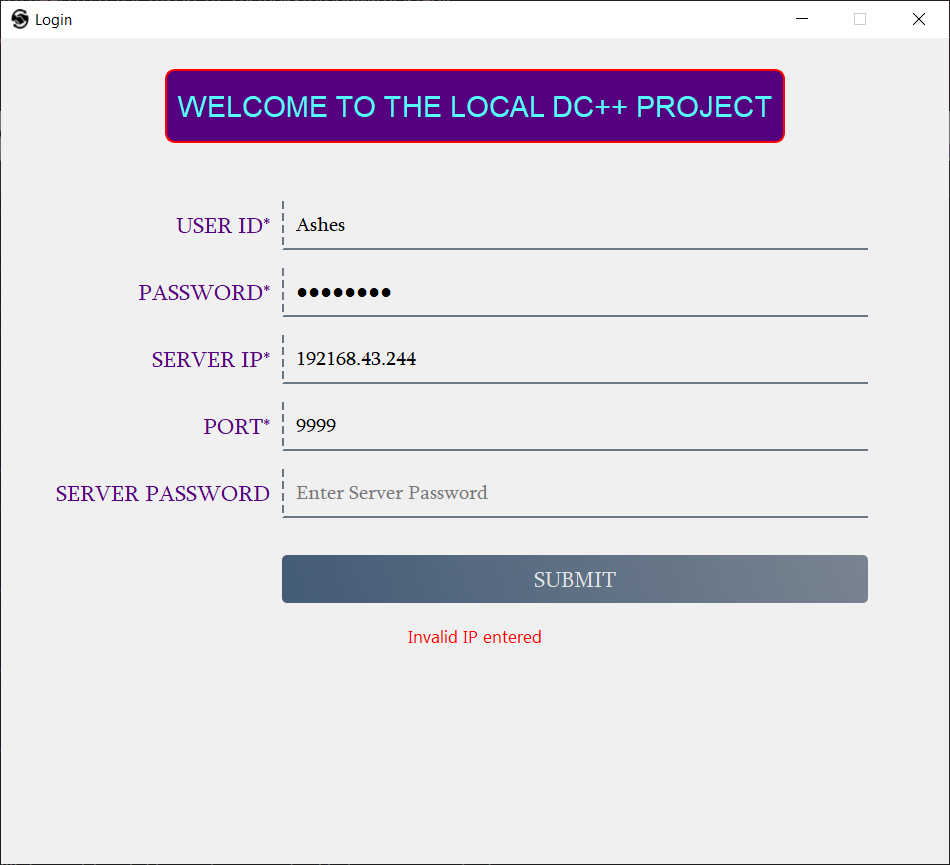 Login
WELCOME TO THE LOCAL DC++ PROJECT
USER ID* Ashes
PASSWORD* ●●●●●●●●
SERVER IP* 192168.43.244
PORT* 9999
SERVER PASSWORD Enter Server Password
SUBMIT
Invalid IP entered